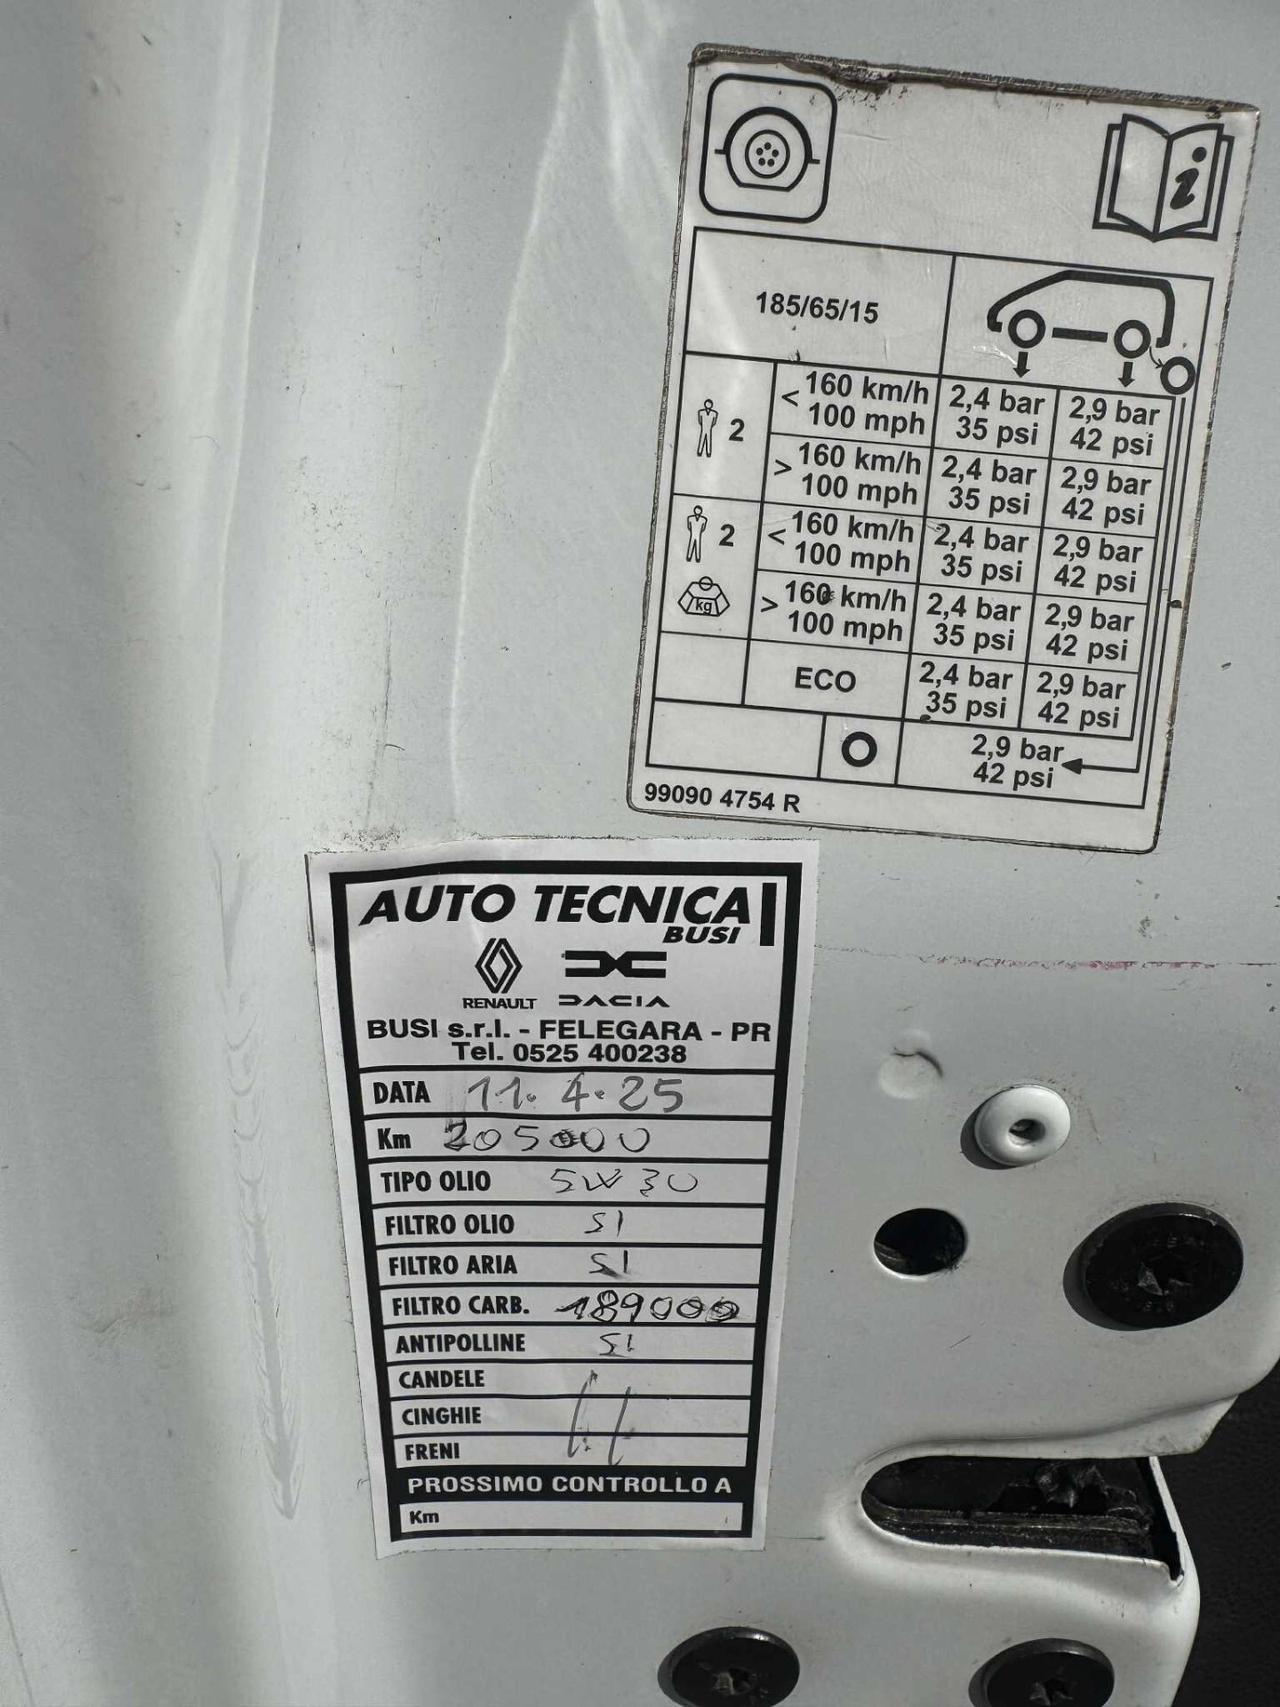 185/65/15
2 < 160 km/h 100 mph 2,4 bar 35 psi 2,9 bar 42 psi
> 160 km/h 100 mph 2,4 bar 35 psi 2,9 bar 42 psi
2 < 160 km/h 100 mph 2,4 bar 35 psi 2,9 bar 42 psi
kg > 160 km/h 100 mph 2,4 bar 35 psi 2,9 bar 42 psi
ECO 2,4 bar 35 psi 2,9 bar 42 psi
2,9 bar
42 psi
99090 4754 R
AUTO TECNICA
BUSI
RENAULT DACIA
BUSI s.r.l. - FELEGARA - PR
Tel. 0525 400238
DATA 11.4.25
Km 205000
TIPO OLIO 5W30
FILTRO OLIO SI
FILTRO ARIA SI
FILTRO CARB. 189000
ANTIPOLLINE SI
CANDELE
CINGHIE
FRENI
PROSSIMO CONTROLLO A
Km